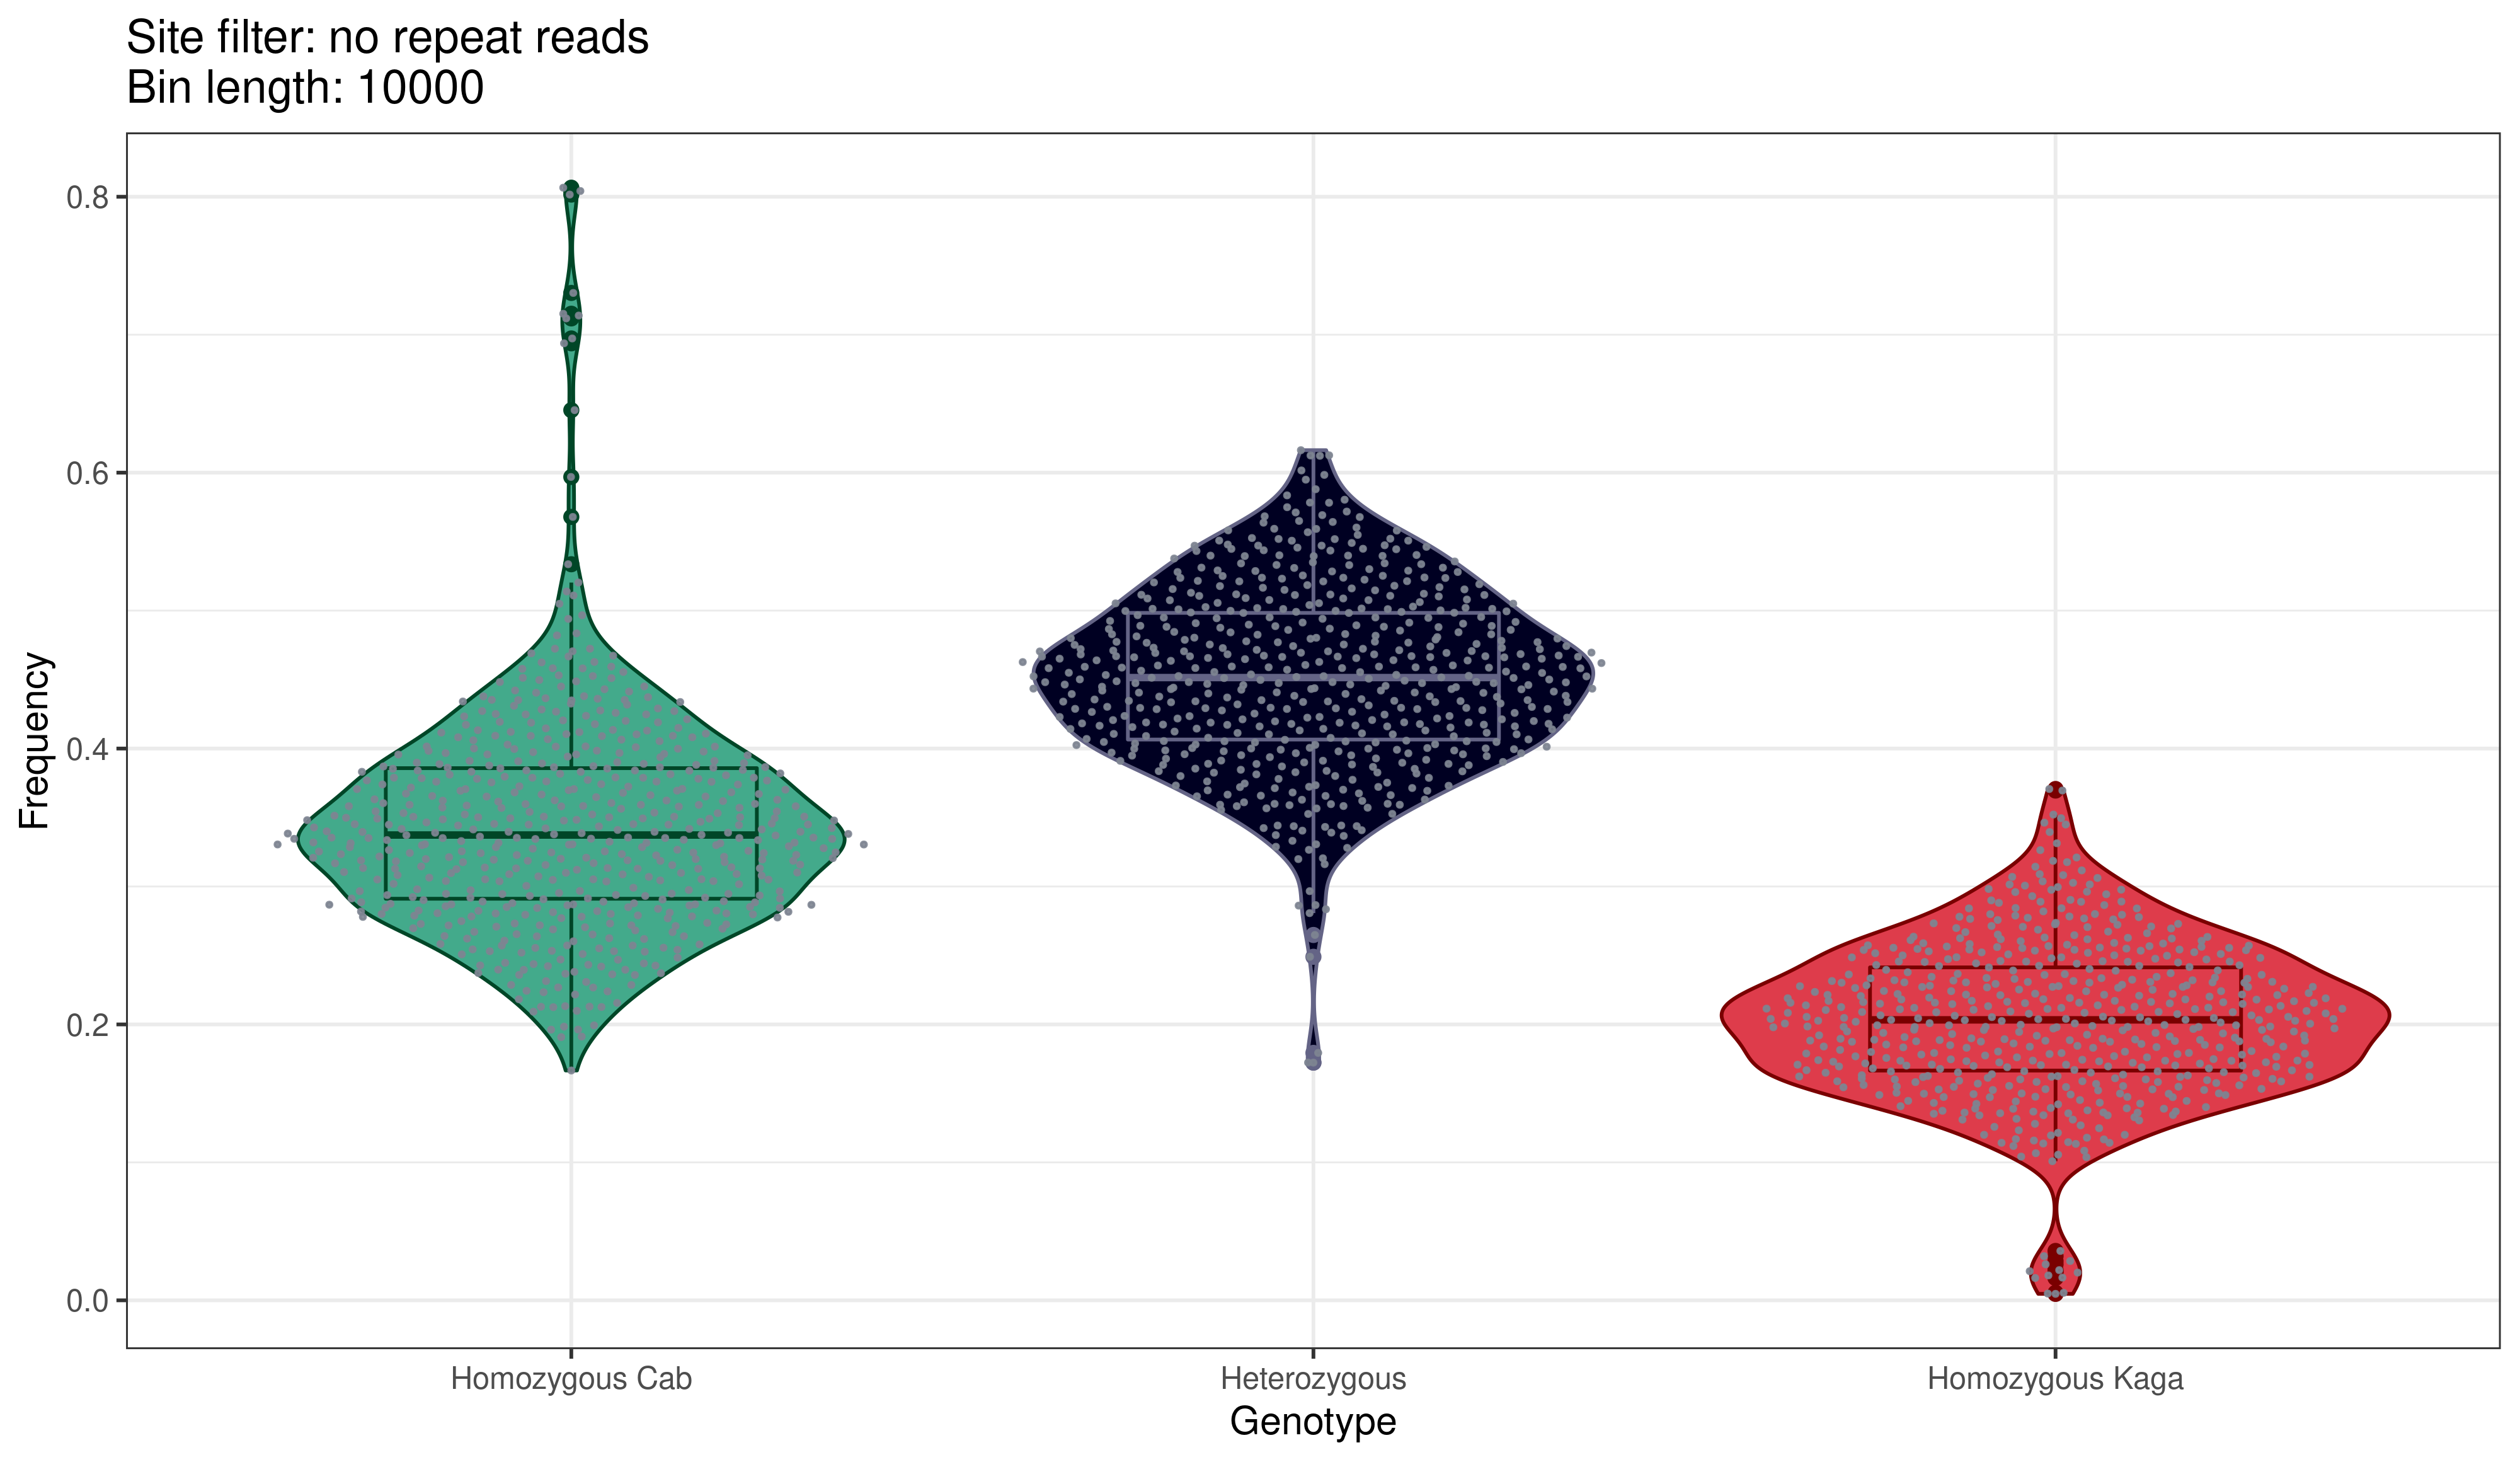 Site filter: no repeat reads
Bin length: 10000
0.8
0.6
0.4
0.2
0.0
Frequency
Homozygous Cab
Heterozygous
Homozygous Kaga
Genotype